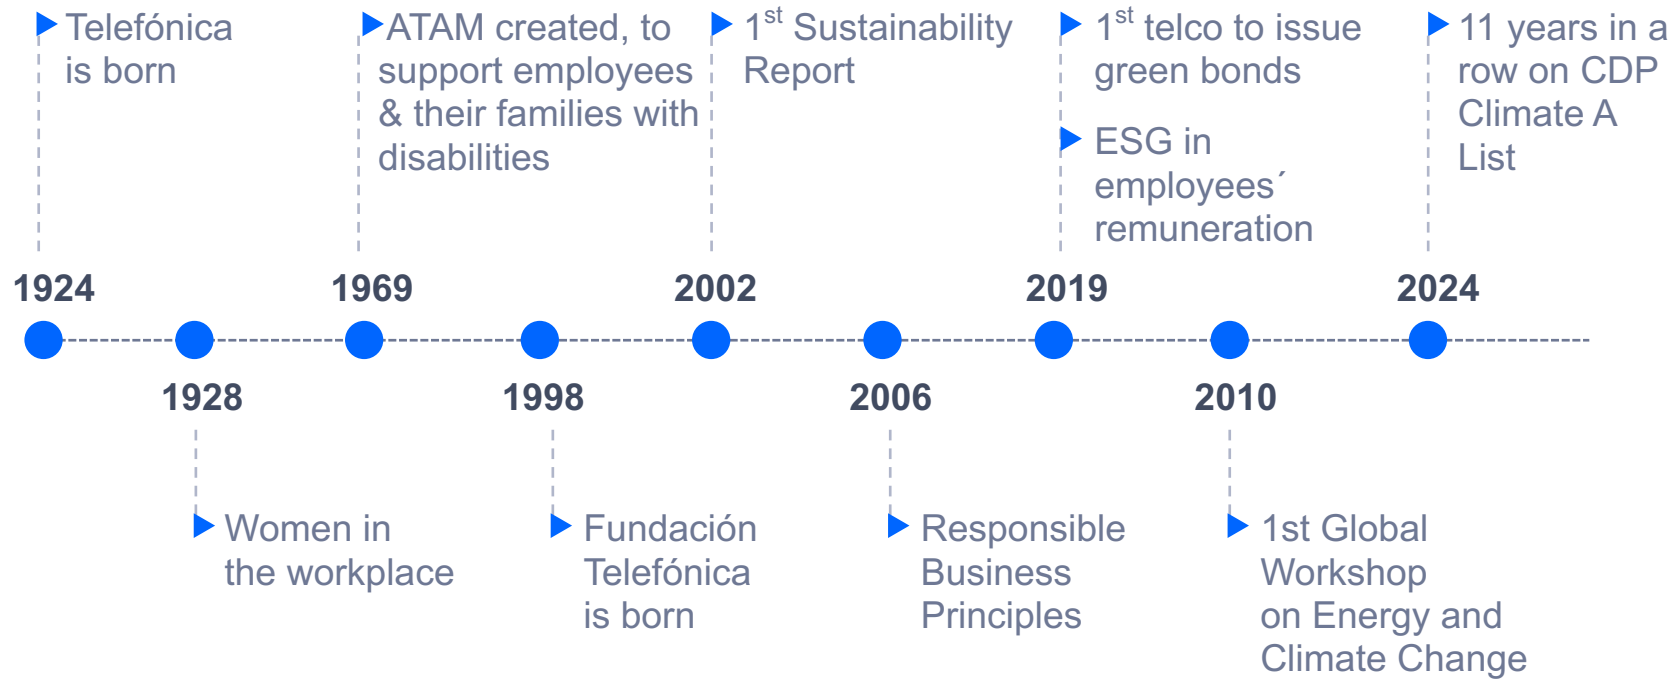 Telefónica
is born
ATAM created, to
support employees
& their families with
disabilities
1st Sustainability
Report
1st telco to issue
green bonds
ESG in
employees´
remuneration
11 years in a
row on CDP
Climate A
List
1924
1969
2002
2019
2024
1928
1998
2006
2010
Women in
the workplace
Fundación
Telefónica
is born
Responsible
Business
Principles
1st Global
Workshop
on Energy and
Climate Change